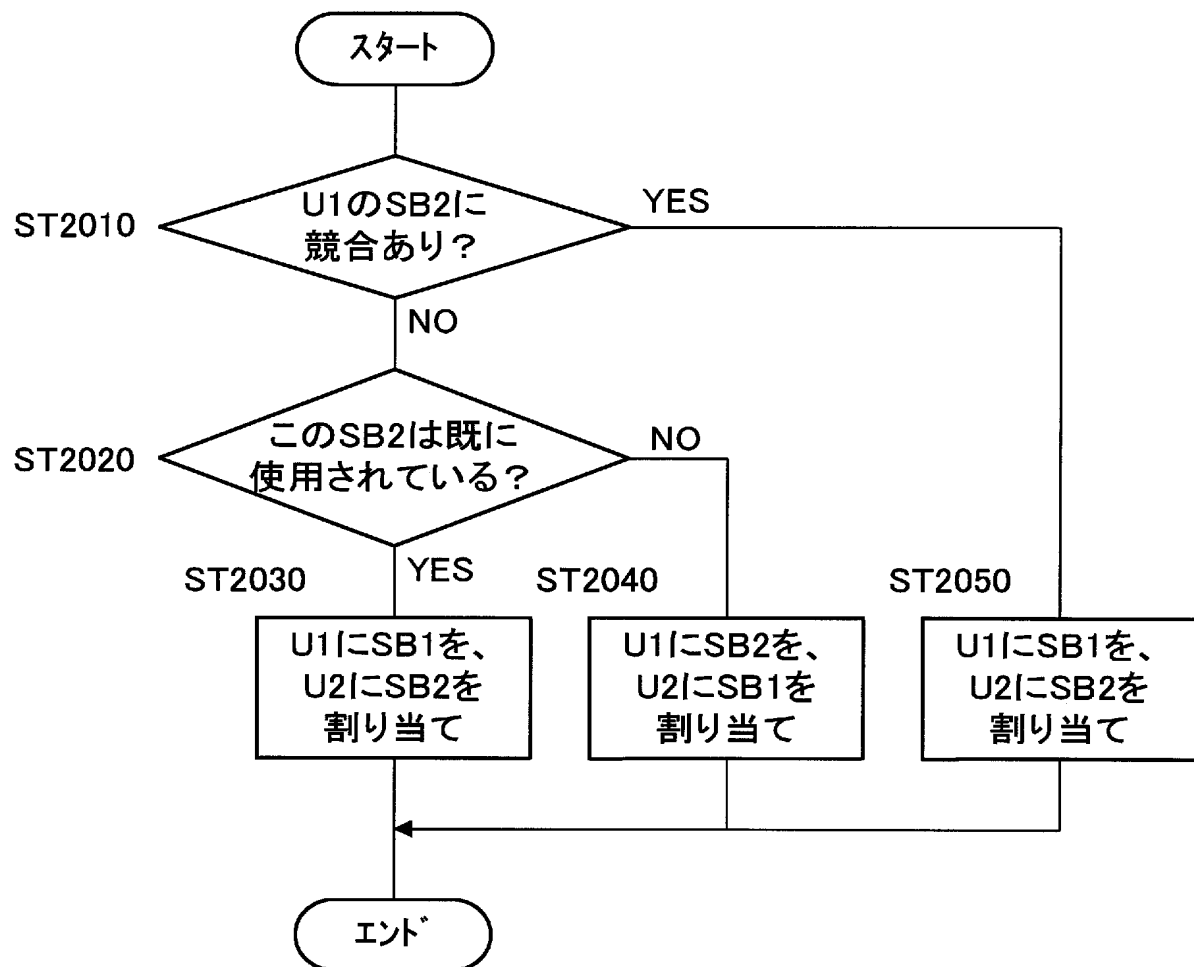 スタート
U1のSB2に
競合あり?
ST2010
YES
NO
このSB2は既に
使用されている?
ST2020
NO
YES
ST2030
U1にSB1を、
U2にSB2を
割り当て
ST2040
U1にSB2を、
U2にSB1を
割り当て
ST2050
U1にSB1を、
U2にSB2を
割り当て
エンド